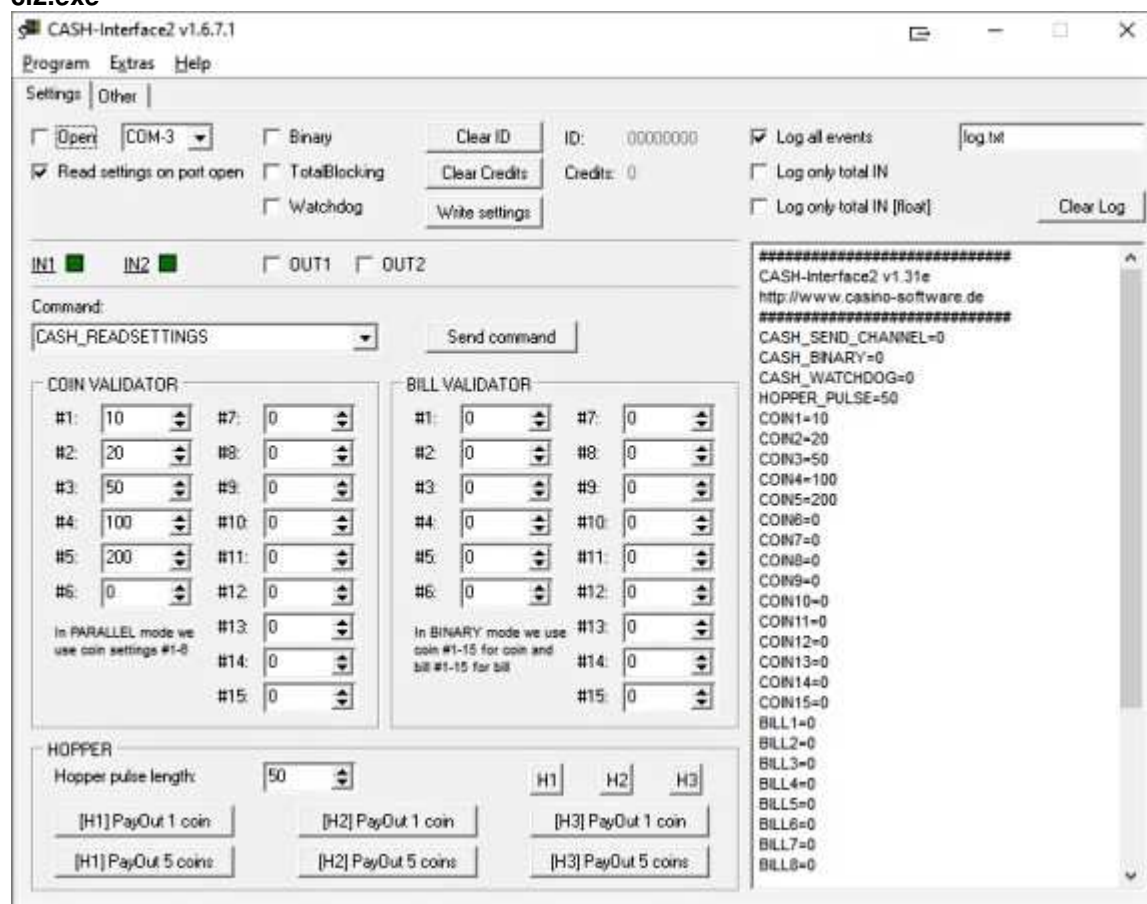 ci2.exe
CASH-Interface2 v1.6.7.1
Program Extras Help
Settings Other
Open COM-3 Binary Clear ID ID: 00000000
Read settings on port open TotalBlocking Clear Credits Credits: 0
Watchdog Write settings
Log all events log.txt
Log only total IN
Log only total IN [float] Clear Log
IN1 IN2 OUT1 OUT2
Command:
CASH_READSETTINGS Send command
COIN VALIDATOR
#1: 10 #7: 0
#2: 20 #8: 0
#3: 50 #9: 0
#4: 100 #10: 0
#5: 200 #11: 0
#6: 0 #12: 0
#13: 0
#14: 0
#15: 0
In PARALLEL mode we
use coin settings #1-6
BILL VALIDATOR
#1: 0 #7: 0
#2: 0 #8: 0
#3: 0 #9: 0
#4: 0 #10: 0
#5: 0 #11: 0
#6: 0 #12: 0
#13: 0
#14: 0
#15: 0
In BINARY mode we use
coin #1-15 for coin and
bill #1-15 for bill
HOPPER
Hopper pulse length: 50 H1 H2 H3
[H1] PayOut 1 coin [H2] PayOut 1 coin [H3] PayOut 1 coin
[H1] PayOut 5 coins [H2] PayOut 5 coins [H3] PayOut 5 coins
##############################
CASH-Interface2 v1.31e
http://www.casino-software.de
##############################
CASH_SEND_CHANNEL=0
CASH_BINARY=0
CASH_WATCHDOG=0
HOPPER_PULSE=50
COIN1=10
COIN2=20
COIN3=50
COIN4=100
COIN5=200
COIN6=0
COIN7=0
COIN8=0
COIN9=0
COIN10=0
COIN11=0
COIN12=0
COIN13=0
COIN14=0
COIN15=0
BILL1=0
BILL2=0
BILL3=0
BILL4=0
BILL5=0
BILL6=0
BILL7=0
BILL8=0